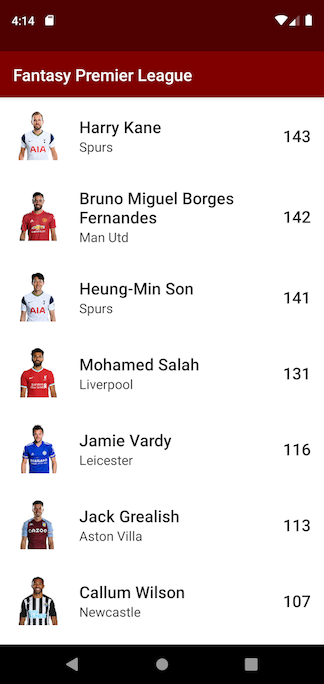 4:14
Fantasy Premier League
Harry Kane
Spurs
143
AIA
Bruno Miguel Borges
Fernandes
Man Utd
142
Heung-Min Son
Spurs
141
AIA
Mohamed Salah
Liverpool
131
Jamie Vardy
Leicester
116
Jack Grealish
Aston Villa
113
Callum Wilson
Newcastle
107